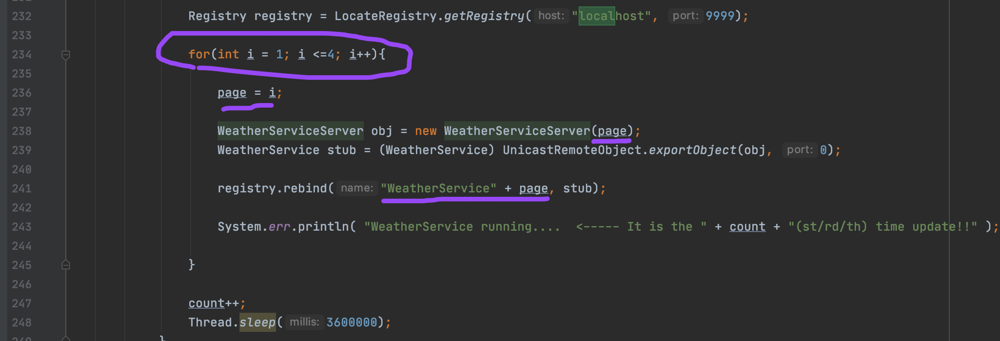 232 Registry registry = LocateRegistry.getRegistry( host: "localhost", port: 9999);
233
234 for(int i = 1; i <=4; i++){
235
236 page = i;
237
238 WeatherServiceServer obj = new WeatherServiceServer(page);
239 WeatherService stub = (WeatherService) UnicastRemoteObject.exportObject(obj, port: 0);
240
241 registry.rebind( name: "WeatherService" + page, stub);
242
243 System.err.println( "WeatherService running.... <----- It is the " + count + "(st/rd/th) time update!!" );
244
245 }
246
247 count++;
248 Thread.sleep( millis: 3600000);
249 }